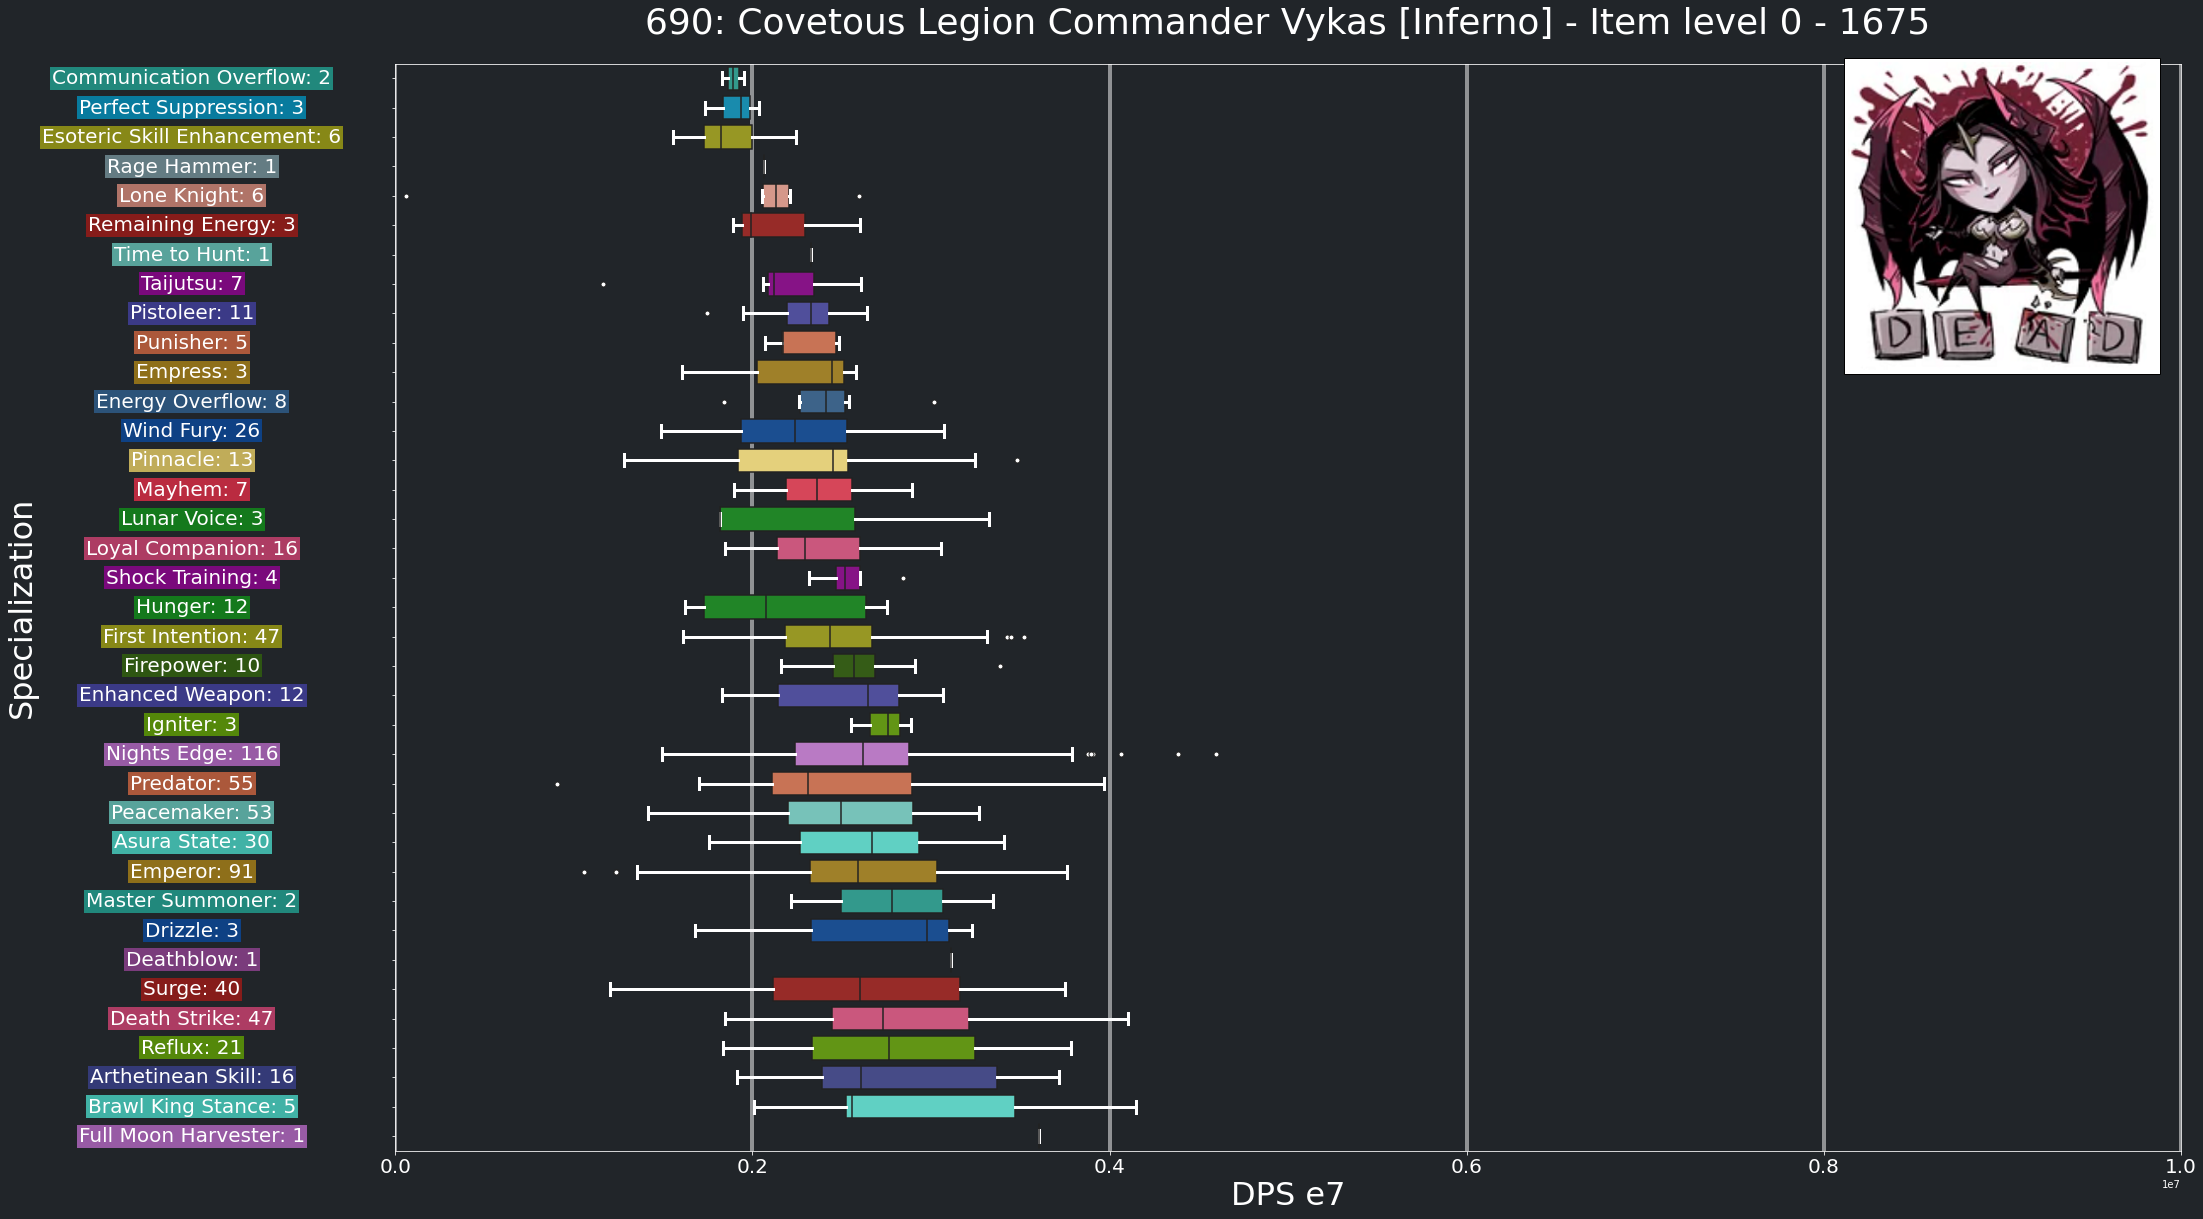 690: Covetous Legion Commander Vykas [Inferno] - Item level 0 - 1675
Communication Overflow: 2
Perfect Suppression: 3
Esoteric Skill Enhancement: 6
Rage Hammer: 1
Lone Knight: 6
Remaining Energy: 3
Time to Hunt: 1
Taijutsu: 7
Pistoleer: 11
Punisher: 5
Empress: 3
Energy Overflow: 8
Wind Fury: 26
Pinnacle: 13
Mayhem: 7
Lunar Voice: 3
Loyal Companion: 16
Shock Training: 4
Hunger: 12
First Intention: 47
Firepower: 10
Enhanced Weapon: 12
Igniter: 3
Nights Edge: 116
Predator: 55
Peacemaker: 53
Asura State: 30
Emperor: 91
Master Summoner: 2
Drizzle: 3
Deathblow: 1
Surge: 40
Death Strike: 47
Reflux: 21
Arthetinean Skill: 16
Brawl King Stance: 5
Full Moon Harvester: 1
Specialization
D E A D
0.0 0.2 0.4 0.6 0.8 1.0
1e7
DPS e7